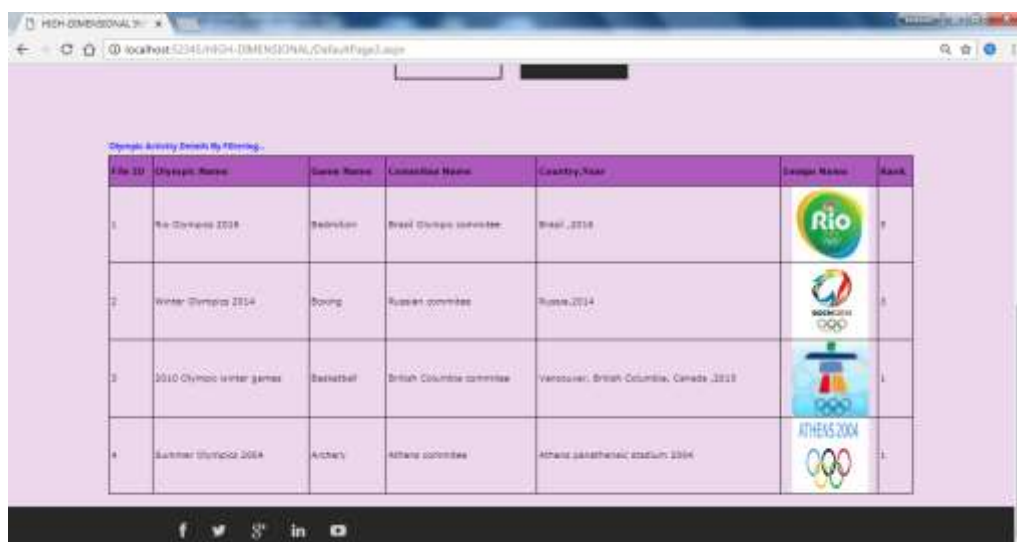 HIGH-DIMENSIONAL
localhost:52345/HIGH-DIMENSIONAL/DefaultPage3.aspx
Olympic Activity Details By Filtering...
File ID Olympic Name Game Name Committee Name Country,Year Image Name Rank
1 Rio Olympics 2016 Badminton Brazil Olympic committee Brazil ,2016 Rio
2 Winter Olympics 2014 Boxing Russian committee Russia,2014 sochi2014 3
3 2010 Olympic winter games Basketball British Columbia committee Vancouver, British Columbia, Canada ,2010 1
4 Summer Olympics 2004 Archery Athens committee Athens panathenaic stadium 2004 ATHENS 2004 1
f g+ in